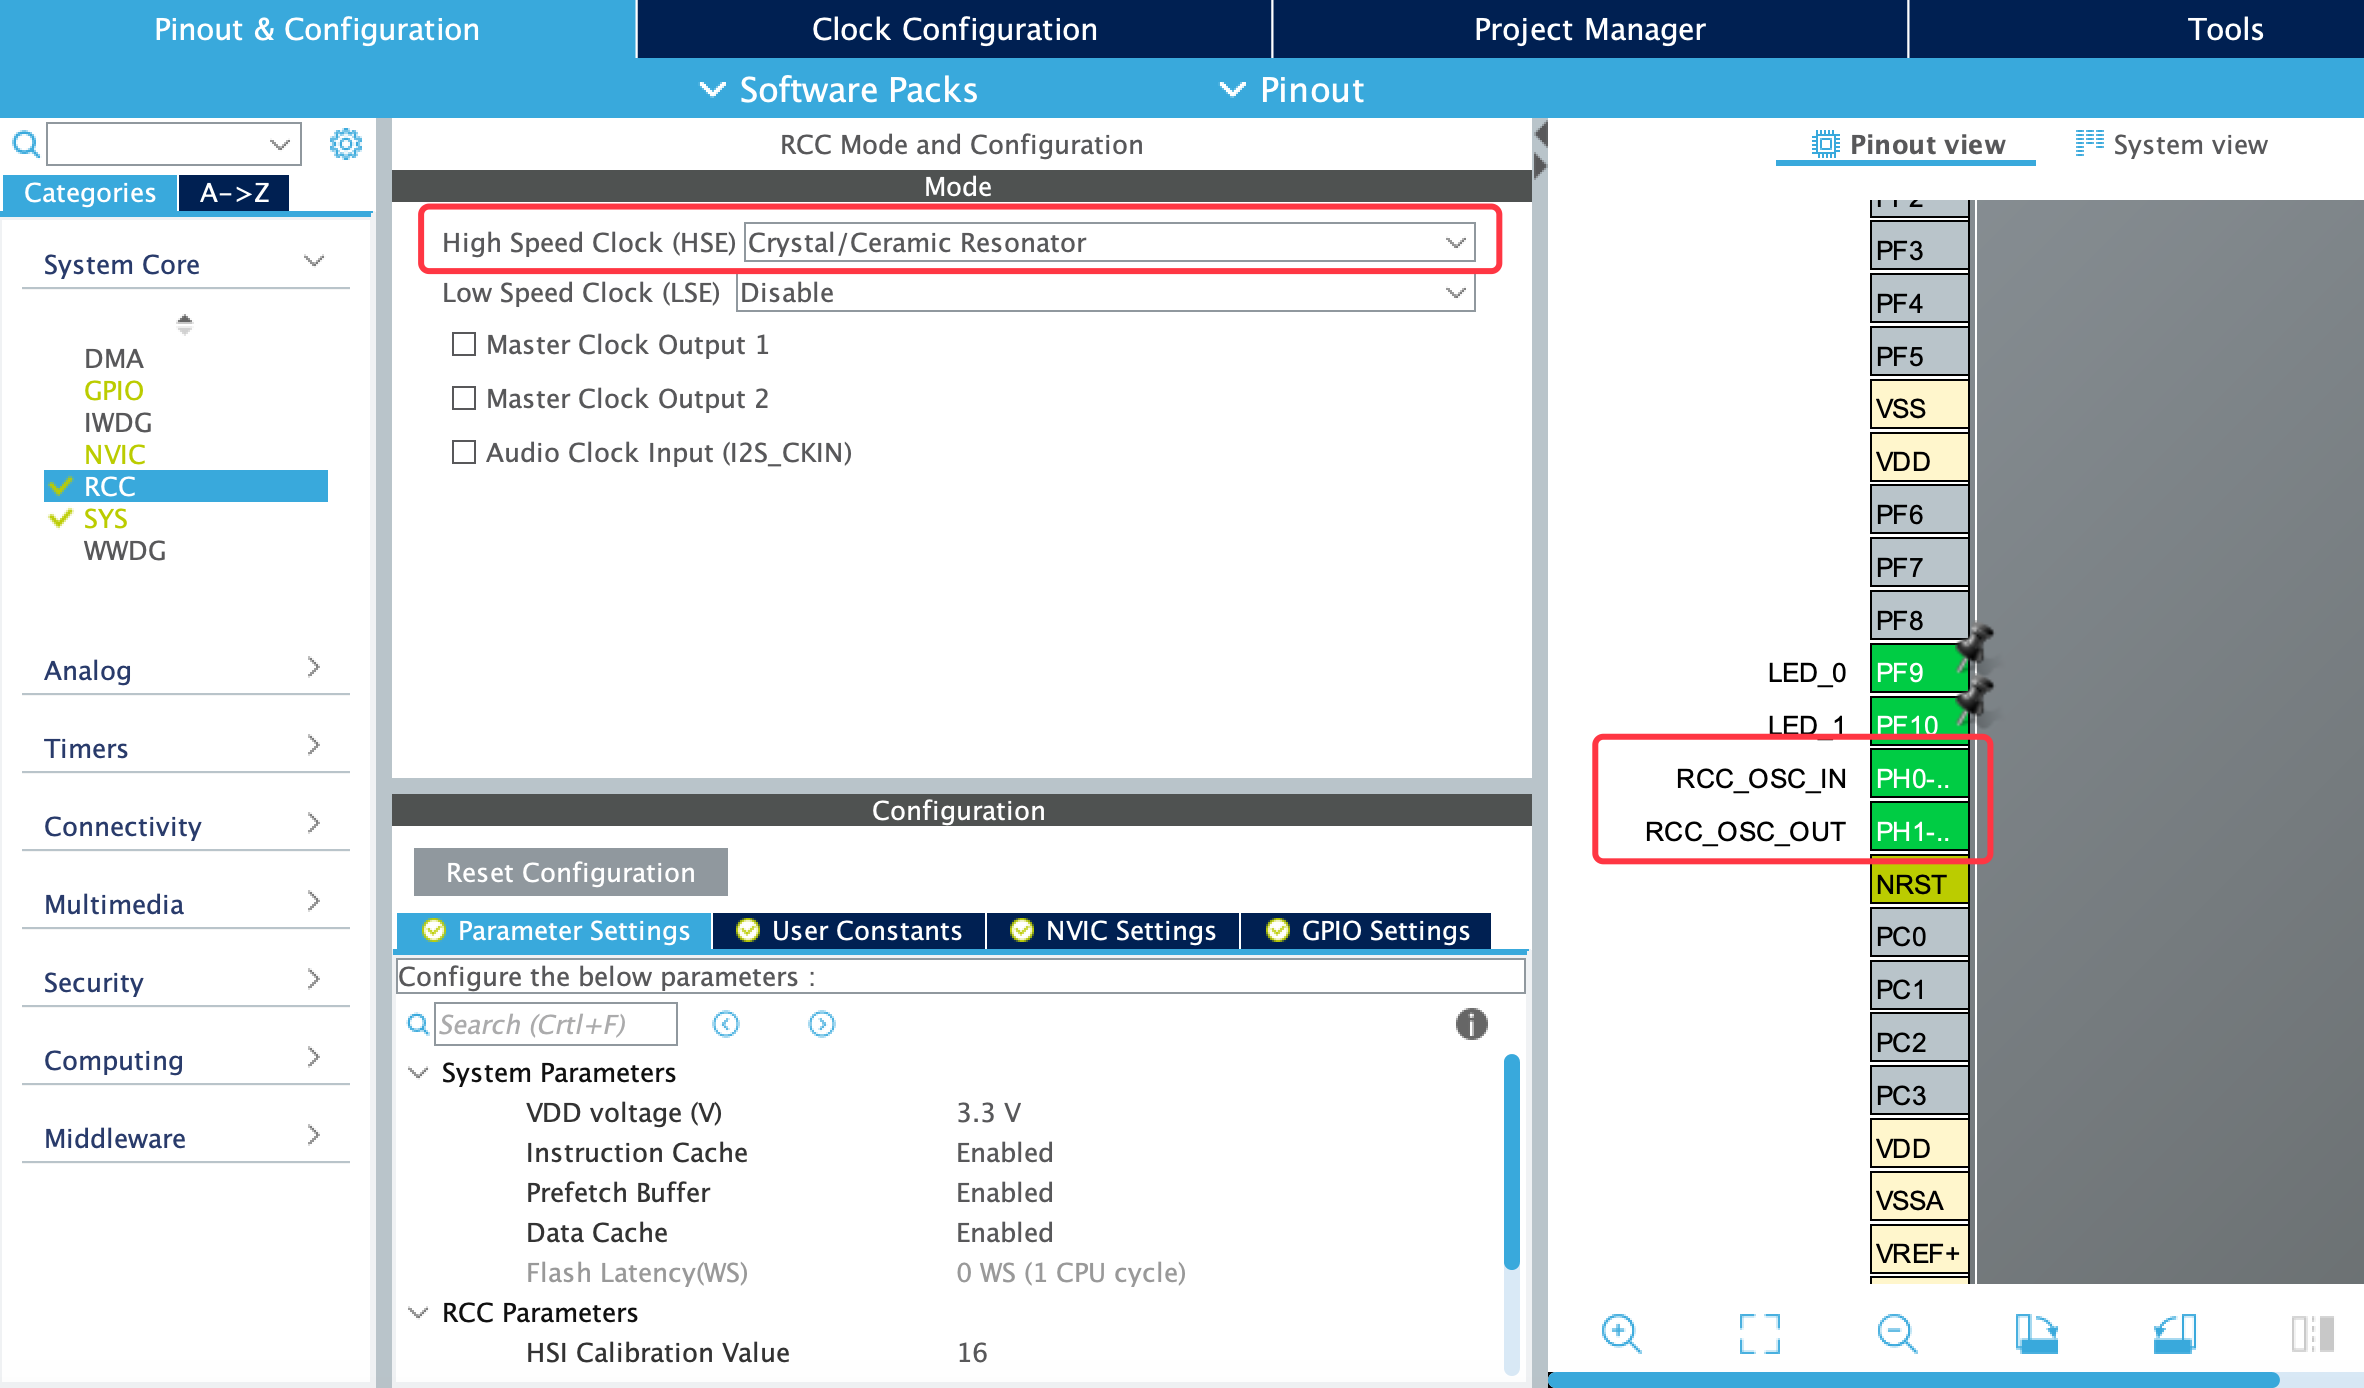 Pinout & Configuration
Clock Configuration
Project Manager
Tools
Software Packs
Pinout
Categories
A->Z
System Core
DMA
GPIO
IWDG
NVIC
RCC
SYS
WWDG
Analog
Timers
Connectivity
Multimedia
Security
Computing
Middleware
RCC Mode and Configuration
Mode
High Speed Clock (HSE) Crystal/Ceramic Resonator
Low Speed Clock (LSE) Disable
Master Clock Output 1
Master Clock Output 2
Audio Clock Input (I2S_CKIN)
Configuration
Reset Configuration
Parameter Settings
User Constants
NVIC Settings
GPIO Settings
Configure the below parameters :
Search (Crtl+F)
System Parameters
VDD voltage (V) 3.3 V
Instruction Cache Enabled
Prefetch Buffer Enabled
Data Cache Enabled
Flash Latency(WS) 0 WS (1 CPU cycle)
RCC Parameters
HSI Calibration Value 16
Pinout view
System view
PF2
PF3
PF4
PF5
VSS
VDD
PF6
PF7
PF8
LED_0 PF9
LED_1 PF10
RCC_OSC_IN PH0-..
RCC_OSC_OUT PH1-..
NRST
PC0
PC1
PC2
PC3
VDD
VSSA
VREF+